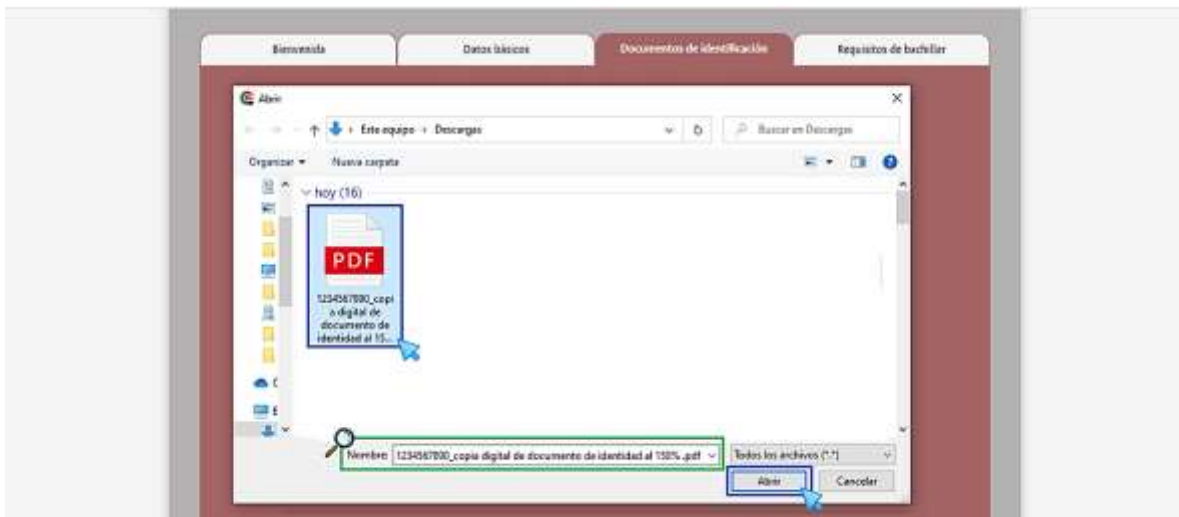 Bienvenida
Datos básicos
Documentos de identificación
Requisitos de bachiller
Abrir
Este equipo
Descargas
Buscar en Descargas
Organizar
Nueva carpeta
hoy (16)
PDF
1234567890_copi
a digital de
documento de
identidad al 15...
Nombre
1234567890_copia digital de documento de identidad al 150% .pdf
Todos los archivos (*.*)
Abrir
Cancelar